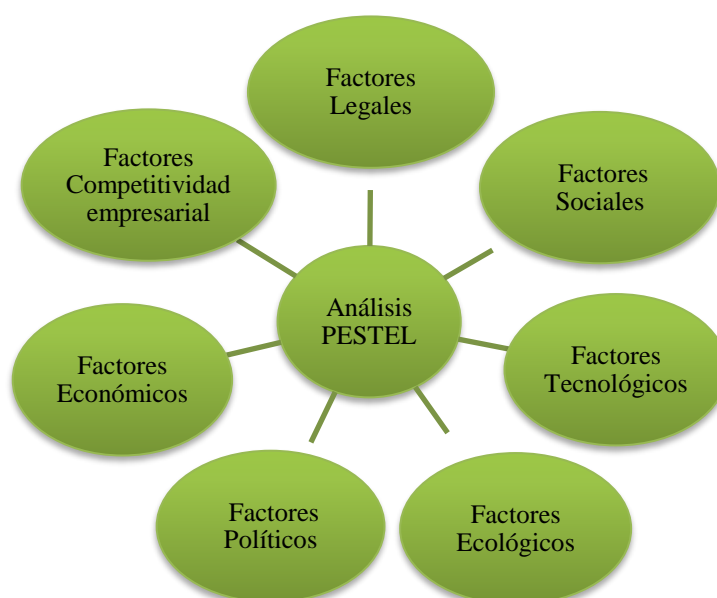 Factores
Legales
Factores
Sociales
Factores
Tecnológicos
Factores
Ecológicos
Factores
Políticos
Factores
Económicos
Factores
Competitividad
empresarial
Análisis
PESTEL